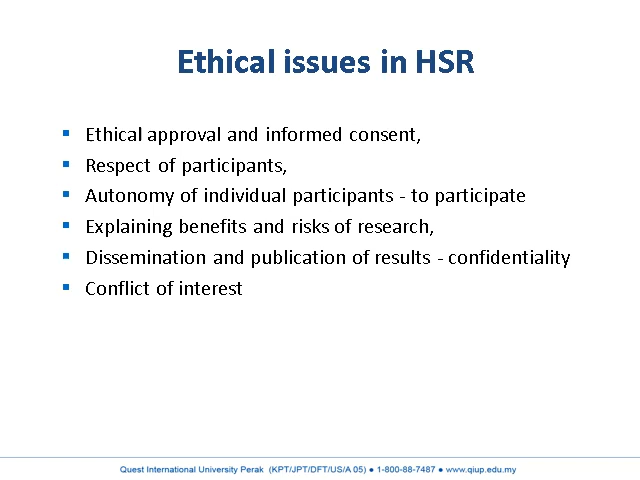 Ethical issues in HSR
▪ Ethical approval and informed consent,
▪ Respect of participants,
▪ Autonomy of individual participants - to participate
▪ Explaining benefits and risks of research,
▪ Dissemination and publication of results - confidentiality
▪ Conflict of interest
Quest International University Perak (KPT/JPT/DFT/US/A 05) ● 1-800-88-7487 ● www.qiup.edu.my